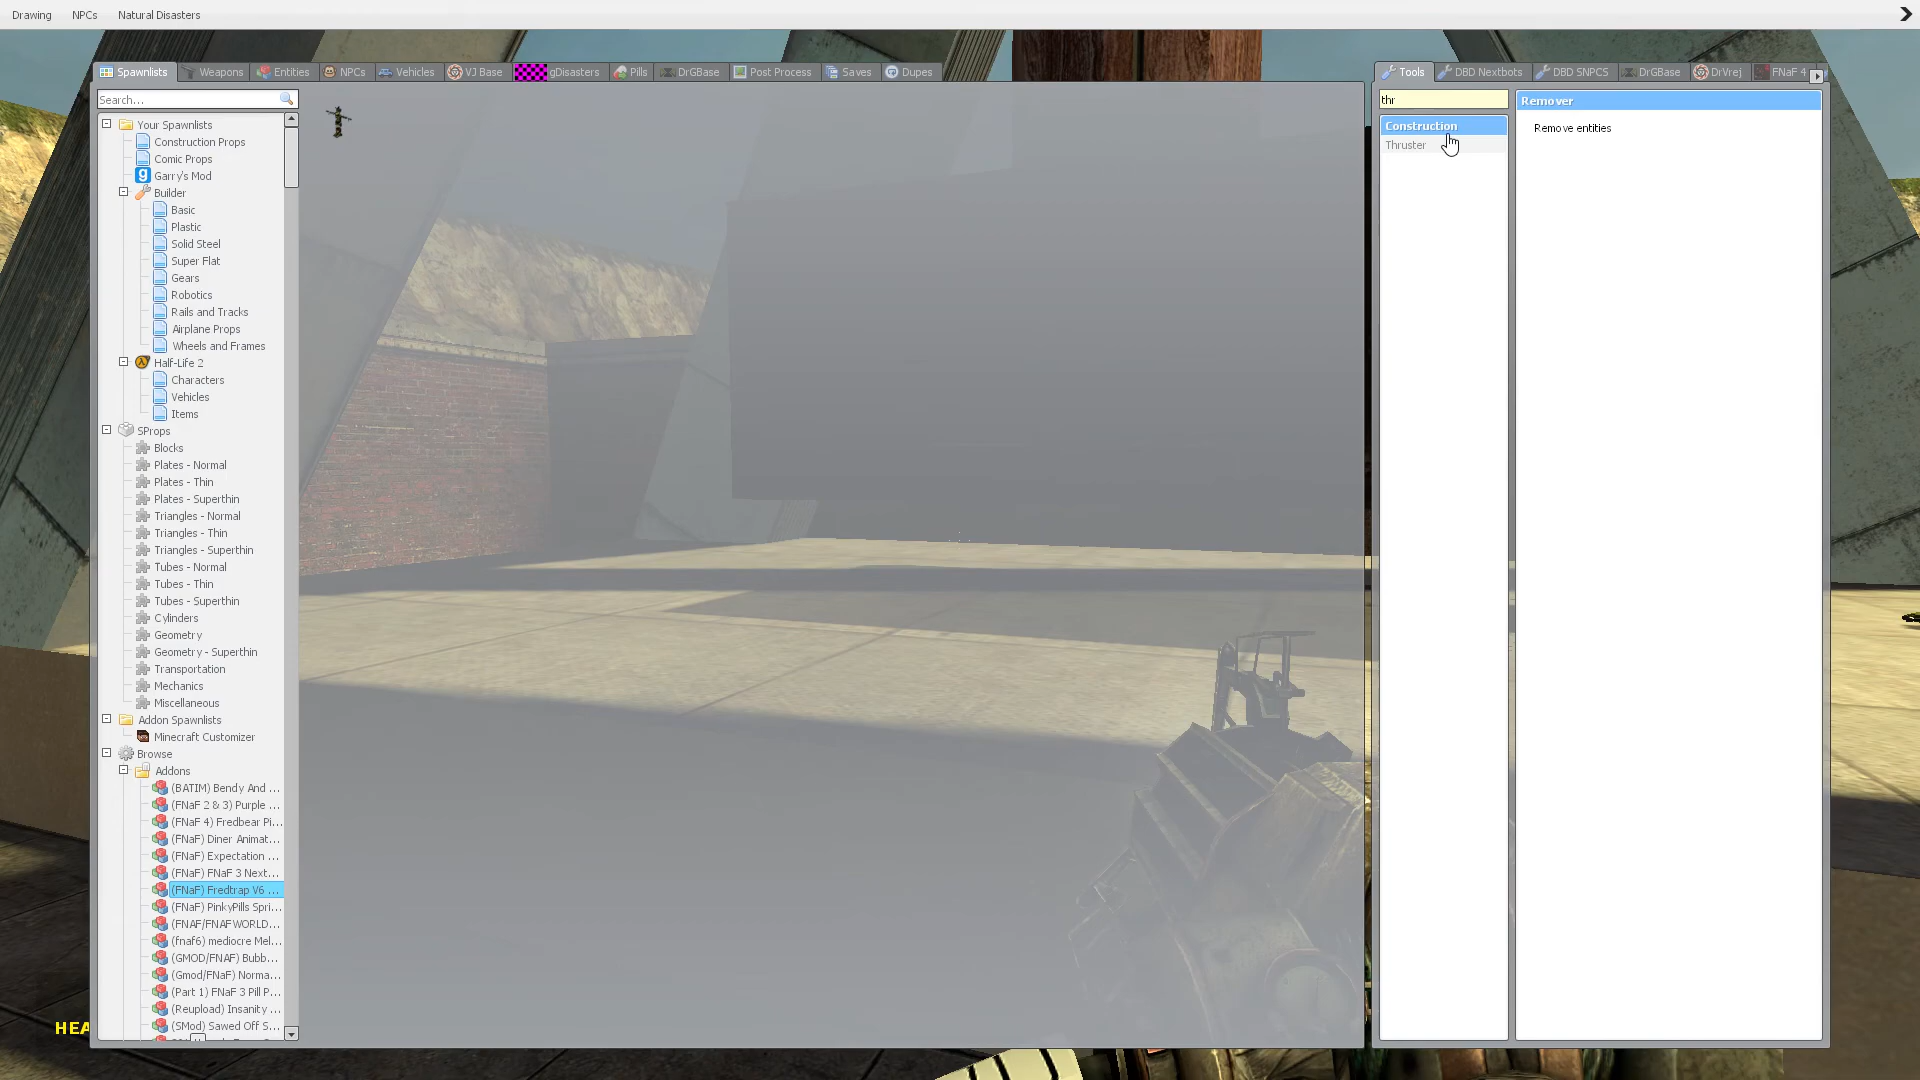 Drawing NPCs Natural Disasters
Spawnlists Weapons Entities NPCs Vehicles VJ Base gDisasters Pills DrGBase Post Process Saves Dupes
Tools DBD Nextbots DBD SNPCS DrGBase DrVrej FNaF 4
Search...
Your Spawnlists
Construction Props
Comic Props
Garry's Mod
Builder
Basic
Plastic
Solid Steel
Super Flat
Gears
Robotics
Rails and Tracks
Airplane Props
Wheels and Frames
Half-Life 2
Characters
Vehicles
Items
SProps
Blocks
Plates - Normal
Plates - Thin
Plates - Superthin
Triangles - Normal
Triangles - Thin
Triangles - Superthin
Tubes - Normal
Tubes - Thin
Tubes - Superthin
Cylinders
Geometry
Geometry - Superthin
Transportation
Mechanics
Miscellaneous
Addon Spawnlists
Minecraft Customizer
Browse
Addons
(BATIM) Bendy And ...
(FNaF 2 & 3) Purple ...
(FNaF 4) Fredbear Pi...
(FNaF) Diner Animat...
(FNaF) Expectation ...
(FNaF) FNaF 3 Next...
(FNaF) Fredtrap V6 ...
(FNaF) PinkyPills Spri...
(FNAF/FNAFWORLD...
(fnaf6) mediocre Mel...
(GMOD/FNAF) Bubb...
(Gmod/FNaF) Norma...
(Part 1) FNaF 3 Pill P...
(Reupload) Insanity ...
(SMod) Sawed Off S...
thr
Construction
Thruster
Remover
Remove entities
HEA